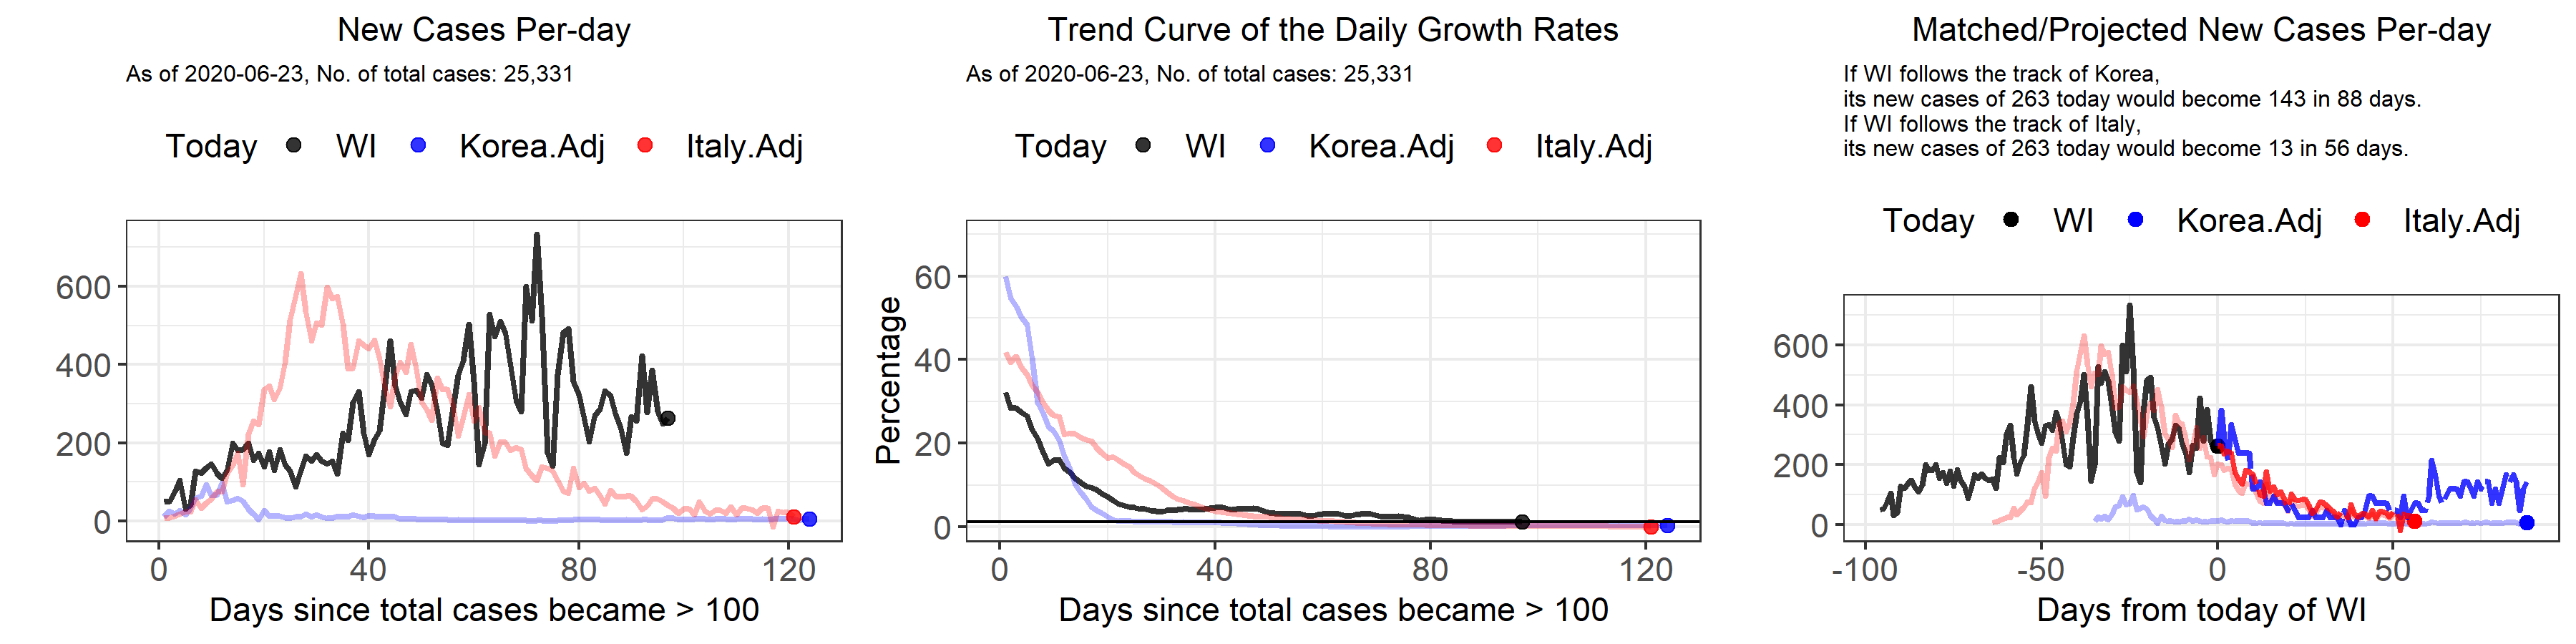 New Cases Per-day
As of 2020-06-23, No. of total cases: 25,331
Today WI Korea.Adj Italy.Adj
600
400
200
0
0 40 80 120
Days since total cases became > 100
Trend Curve of the Daily Growth Rates
As of 2020-06-23, No. of total cases: 25,331
Today WI Korea.Adj Italy.Adj
Percentage
60
40
20
0
0 40 80 120
Days since total cases became > 100
Matched/Projected New Cases Per-day
If WI follows the track of Korea,
its new cases of 263 today would become 143 in 88 days.
If WI follows the track of Italy,
its new cases of 263 today would become 13 in 56 days.
Today WI Korea.Adj Italy.Adj
600
400
200
0
-100 -50 0 50
Days from today of WI